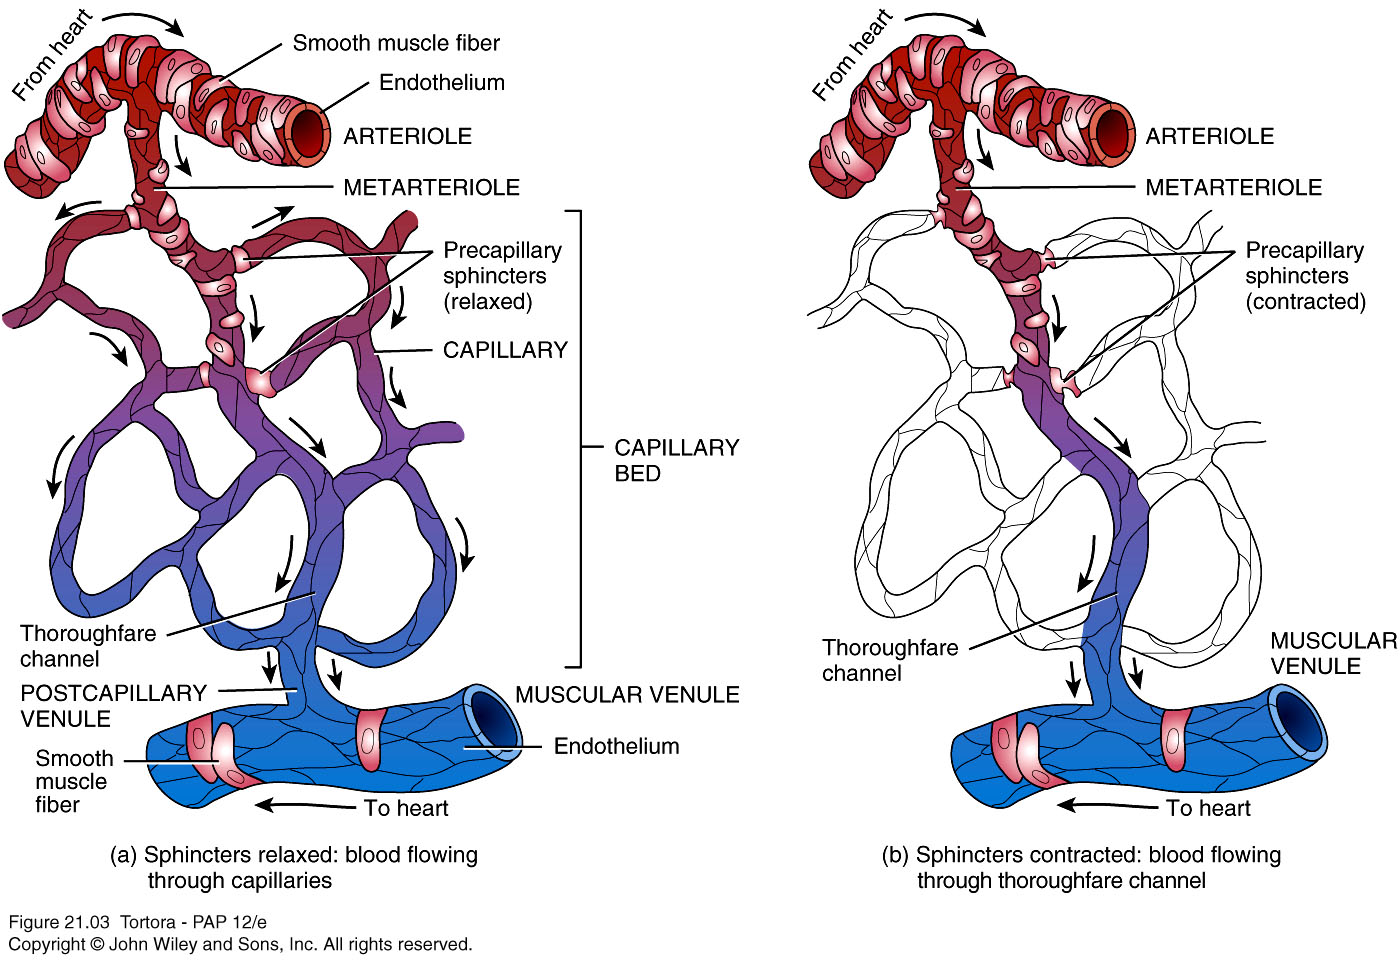 From heart
Smooth muscle fiber
Endothelium
ARTERIOLE
METARTERIOLE
Precapillary
sphincters
(relaxed)
CAPILLARY
CAPILLARY
BED
Thoroughfare
channel
POSTCAPILLARY
VENULE
MUSCULAR VENULE
Smooth
muscle
fiber
Endothelium
To heart
(a) Sphincters relaxed: blood flowing
through capillaries
From heart
ARTERIOLE
METARTERIOLE
Precapillary
sphincters
(contracted)
Thoroughfare
channel
MUSCULAR
VENULE
To heart
(b) Sphincters contracted: blood flowing
through thoroughfare channel
Figure 21.03 Tortora - PAP 12/e
Copyright © John Wiley and Sons, Inc. All rights reserved.